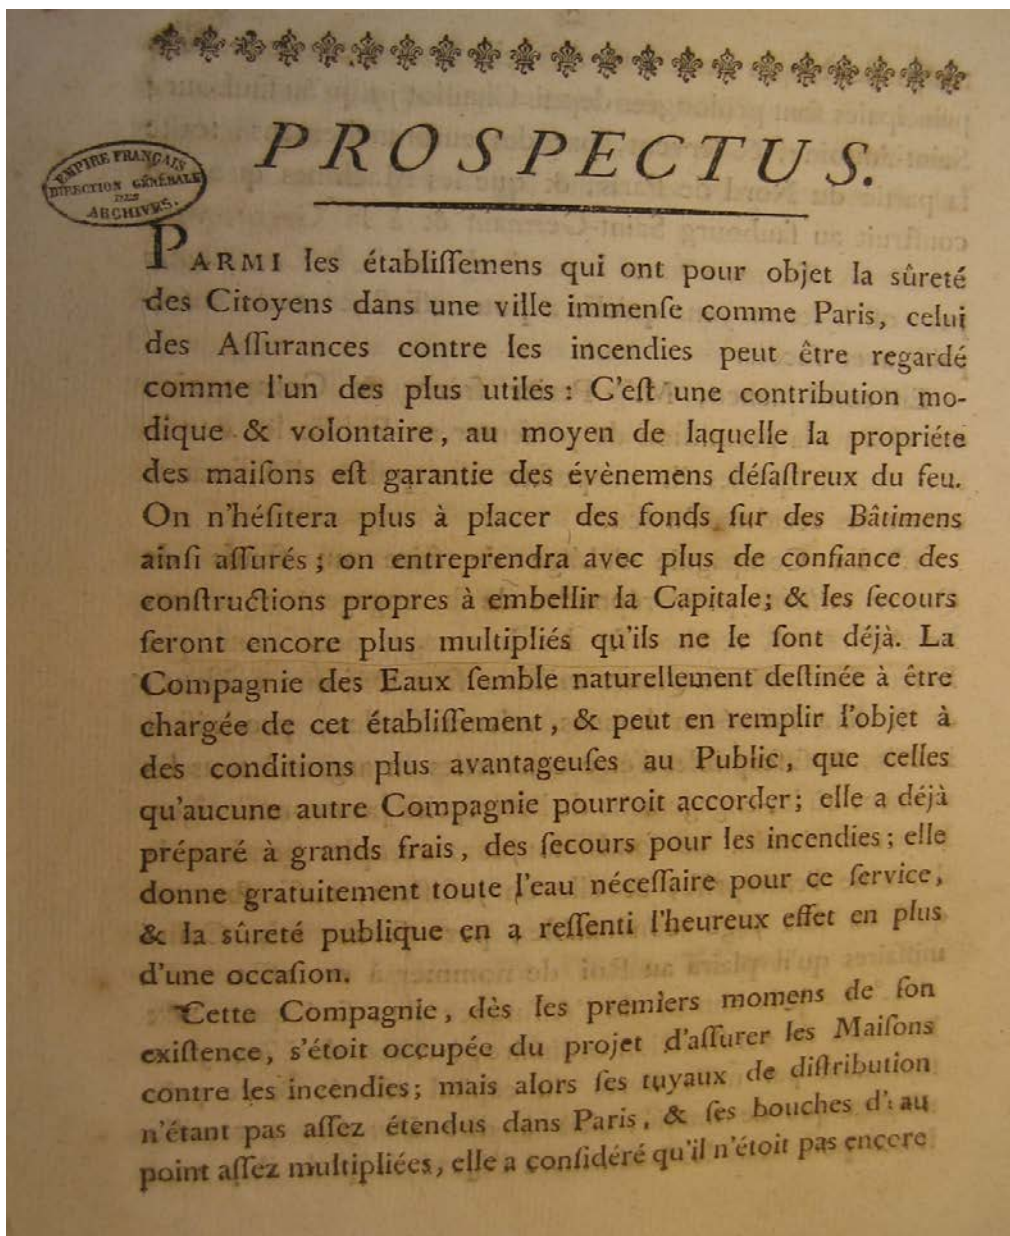 PROSPECTUS.
EMPIRE FRANÇAIS
DIRECTION GÉNÉRALE
DES
ARCHIVES.
PARMI les établiſſemens qui ont pour objet la sûreté
des Citoyens dans une ville immenſe comme Paris, celui
des Aſſurances contre les incendies peut être regardé
comme l'un des plus utiles : C'eſt une contribution mo-
dique & volontaire, au moyen de laquelle la propriéte
des maiſons eſt garantie des évènemens déſaſtreux du feu.
On n'héſitera plus à placer des fonds ſur des Bâtimens
ainſi aſſurés ; on entreprendra avec plus de confiance des
conſtructions propres à embellir la Capitale; & les ſecours
ſeront encore plus multipliés qu'ils ne le ſont déjà. La
Compagnie des Eaux ſemble naturellement deſtinée à être
chargée de cet établiſſement, & peut en remplir l'objet à
des conditions plus avantageuſes au Public, que celles
qu'aucune autre Compagnie pourroit accorder; elle a déjà
préparé à grands frais, des ſecours pour les incendies; elle
donne gratuitement toute l'eau néceſſaire pour ce ſervice,
& la sûreté publique en a reſſenti l'heureux effet en plus
d'une occaſion.
Cette Compagnie, dès les premiers momens de ſon
exiſtence, s'étoit occupée du projet d'aſſurer les Maiſons
contre les incendies; mais alors ſes tuyaux de diſtribution
n'étant pas aſſez étendus dans Paris, & ſes bouches d'eau
point aſſez multipliées, elle a conſidéré qu'il n'étoit pas encore